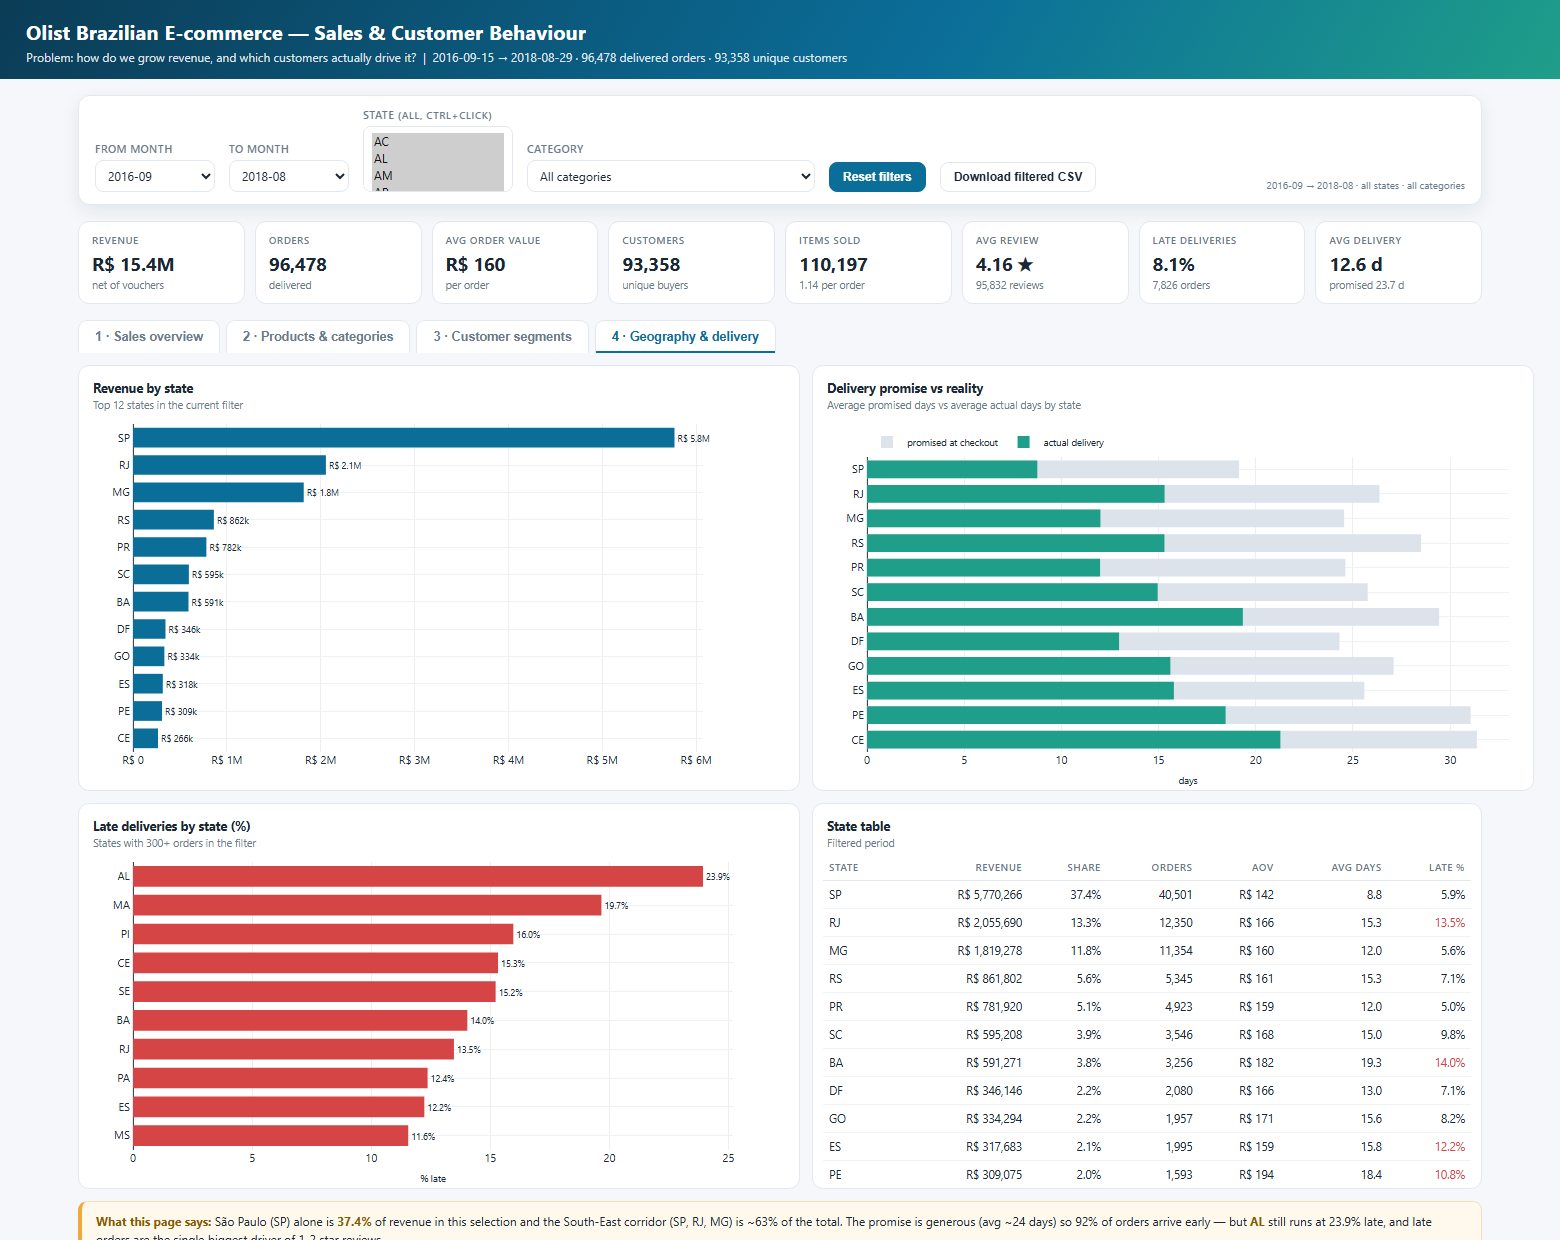 Olist Brazilian E-commerce — Sales & Customer Behaviour
Problem: how do we grow revenue, and which customers actually drive it? | 2016-09-15 → 2018-08-29 · 96,478 delivered orders · 93,358 unique customers
STATE (ALL, CTRL+CLICK)
FROM MONTH
TO MONTH
CATEGORY
2016-09
2018-08
AC
AL
AM
All categories
Reset filters
Download filtered CSV
2016-09 → 2018-08 · all states · all categories
REVENUE
R$ 15.4M
net of vouchers
ORDERS
96,478
delivered
AVG ORDER VALUE
R$ 160
per order
CUSTOMERS
93,358
unique buyers
ITEMS SOLD
110,197
1.14 per order
AVG REVIEW
4.16 ★
95,832 reviews
LATE DELIVERIES
8.1%
7,826 orders
AVG DELIVERY
12.6 d
promised 23.7 d
1 · Sales overview
2 · Products & categories
3 · Customer segments
4 · Geography & delivery
Revenue by state
Top 12 states in the current filter
SP R$ 5.8M
RJ R$ 2.1M
MG R$ 1.8M
RS R$ 862k
PR R$ 782k
SC R$ 595k
BA R$ 591k
DF R$ 346k
GO R$ 334k
ES R$ 318k
PE R$ 309k
CE R$ 266k
R$ 0 R$ 1M R$ 2M R$ 3M R$ 4M R$ 5M R$ 6M
Delivery promise vs reality
Average promised days vs average actual days by state
promised at checkout actual delivery
SP
RJ
MG
RS
PR
SC
BA
DF
GO
ES
PE
CE
0 5 10 15 20 25 30
days
Late deliveries by state (%)
States with 300+ orders in the filter
AL 23.9%
MA 19.7%
PI 16.0%
CE 15.3%
SE 15.2%
BA 14.0%
RJ 13.5%
PA 12.4%
ES 12.2%
MS 11.6%
0 5 10 15 20 25
% late
State table
Filtered period
STATE REVENUE SHARE ORDERS AOV AVG DAYS LATE %
SP R$ 5,770,266 37.4% 40,501 R$ 142 8.8 5.9%
RJ R$ 2,055,690 13.3% 12,350 R$ 166 15.3 13.5%
MG R$ 1,819,278 11.8% 11,354 R$ 160 12.0 5.6%
RS R$ 861,802 5.6% 5,345 R$ 161 15.3 7.1%
PR R$ 781,920 5.1% 4,923 R$ 159 12.0 5.0%
SC R$ 595,208 3.9% 3,546 R$ 168 15.0 9.8%
BA R$ 591,271 3.8% 3,256 R$ 182 19.3 14.0%
DF R$ 346,146 2.2% 2,080 R$ 166 13.0 7.1%
GO R$ 334,294 2.2% 1,957 R$ 171 15.6 8.2%
ES R$ 317,683 2.1% 1,995 R$ 159 15.8 12.2%
PE R$ 309,075 2.0% 1,593 R$ 194 18.4 10.8%
What this page says: São Paulo (SP) alone is 37.4% of revenue in this selection and the South-East corridor (SP, RJ, MG) is ~63% of the total. The promise is generous (avg ~24 days) so 92% of orders arrive early — but AL still runs at 23.9% late, and late
orders are the single biggest driver of 1-2 star reviews.